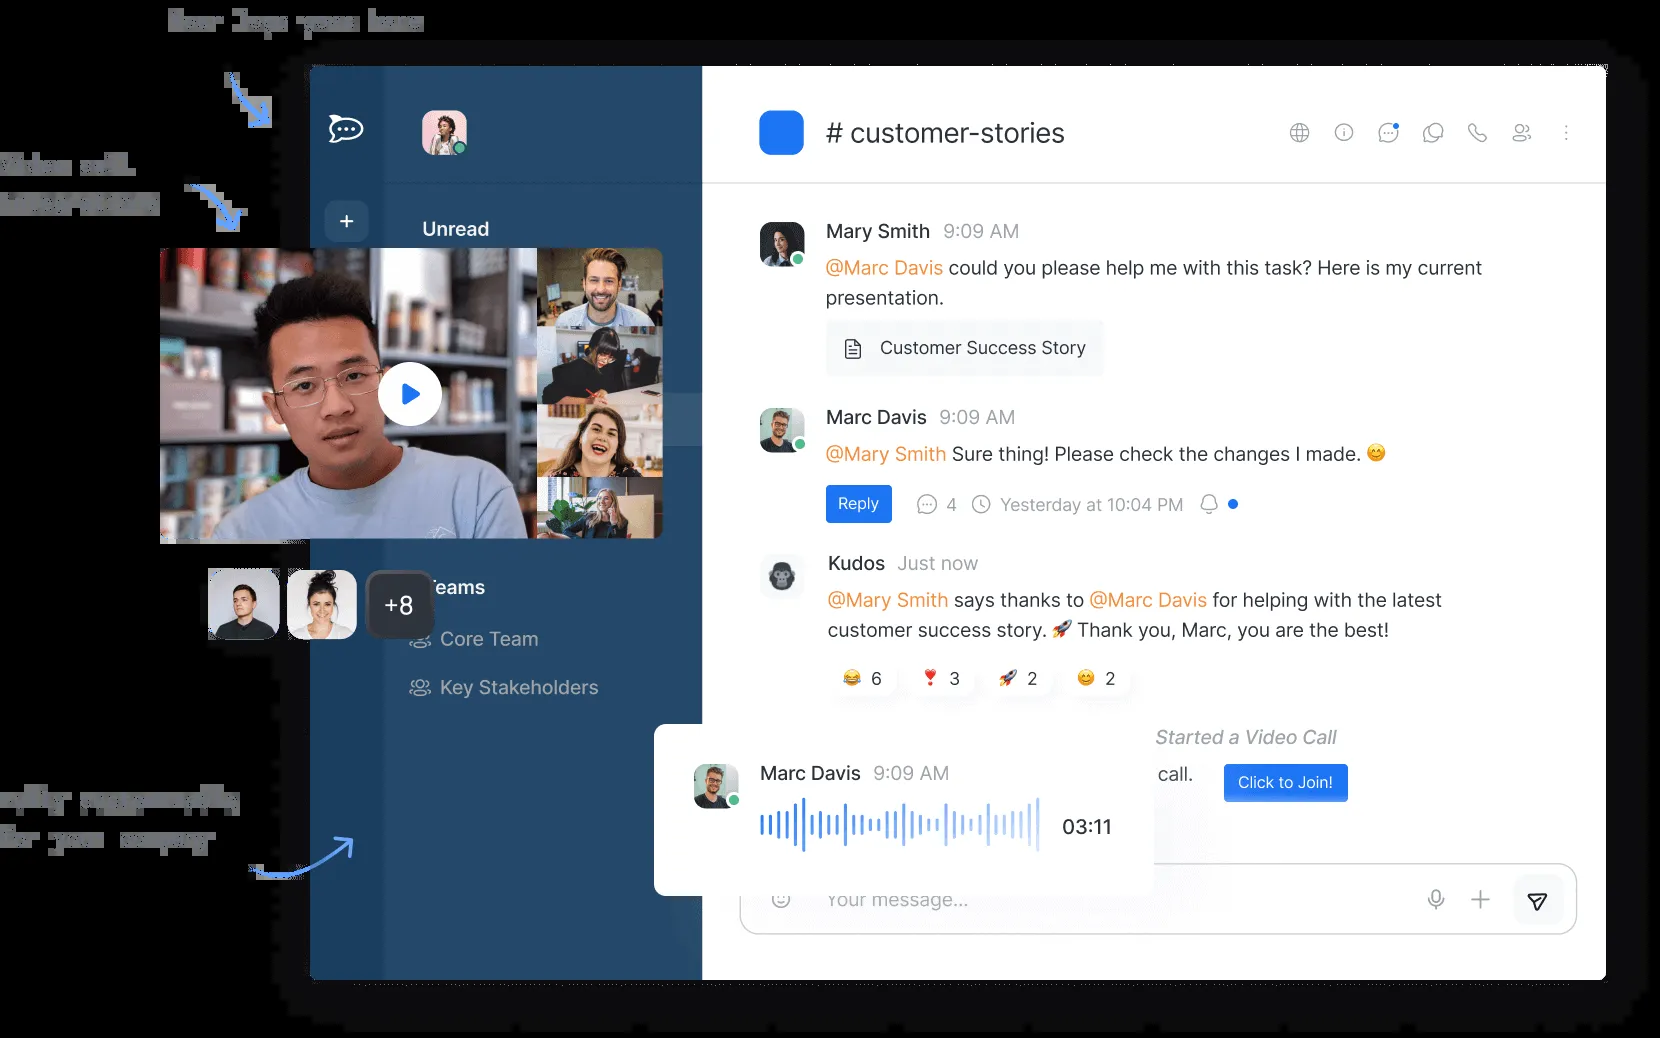 # customer-stories
+
Unread
Mary Smith 9:09 AM
@Marc Davis could you please help me with this task? Here is my current
presentation.
Customer Success Story
Marc Davis 9:09 AM
@Mary Smith Sure thing! Please check the changes I made. 😊
Reply 4 Yesterday at 10:04 PM
Kudos Just now
@Mary Smith says thanks to @Marc Davis for helping with the latest
customer success story. 🚀 Thank you, Marc, you are the best!
😂 6 ❣️ 3 🚀 2 😊 2
+8
Teams
Core Team
Key Stakeholders
Started a Video Call
call. Click to Join!
Marc Davis 9:09 AM
03:11
Your message...